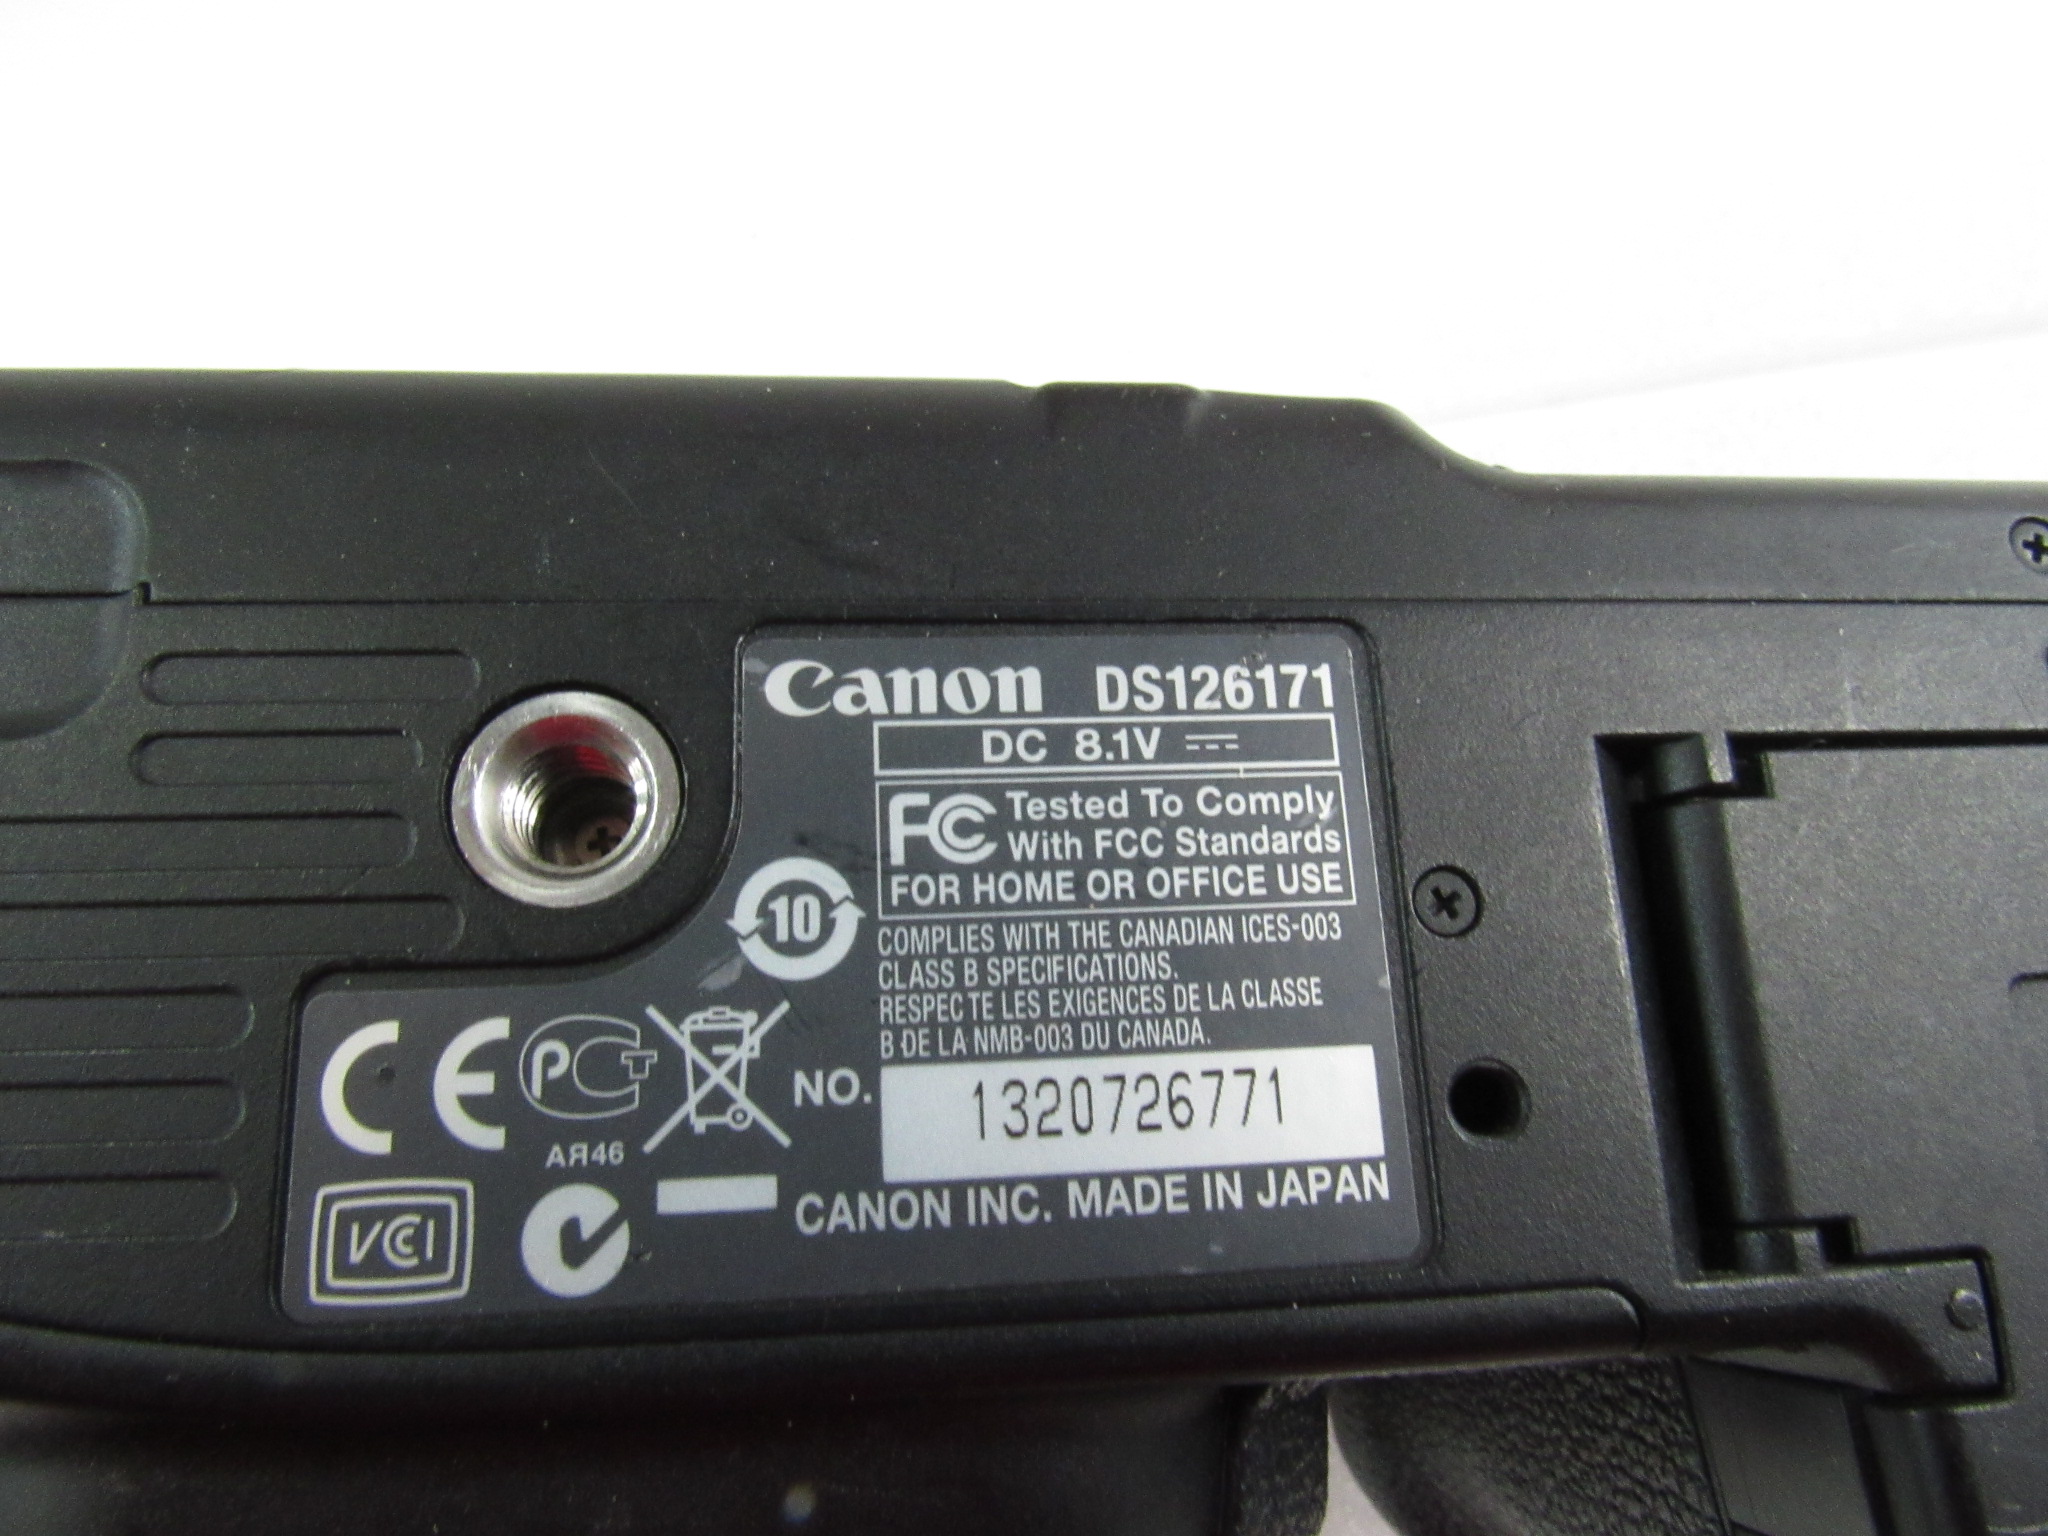 Canon DS126171
DC 8.1V
FC Tested To Comply
With FCC Standards
FOR HOME OR OFFICE USE
10
COMPLIES WITH THE CANADIAN ICES-003
CLASS B SPECIFICATIONS.
RESPECTE LES EXIGENCES DE LA CLASSE
B DE LA NMB-003 DU CANADA.
CE PCT
NO. 1320726771
АЯ46
VCCI
CANON INC. MADE IN JAPAN